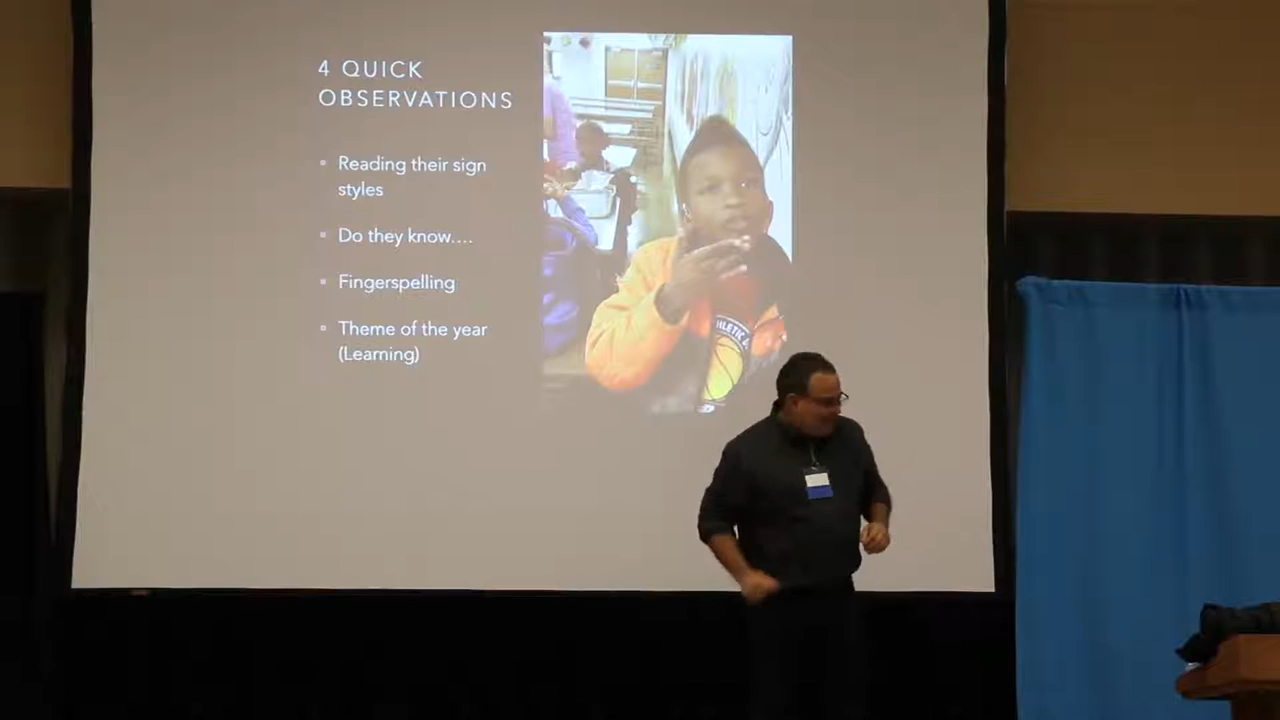 4 QUICK
OBSERVATIONS
Reading their sign
styles
Do they know....
Fingerspelling
Theme of the year
(Learning)